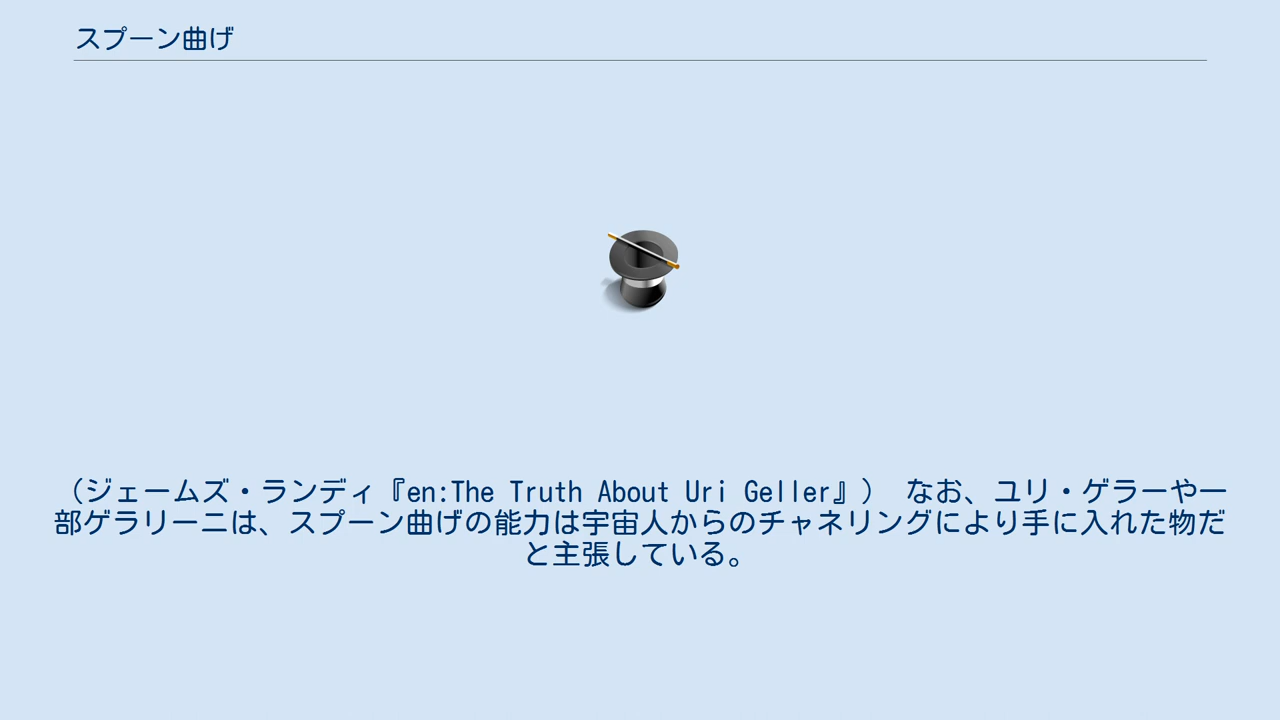 スプーン曲げ
（ジェームズ・ランディ『en:The Truth About Uri Geller』）　なお、ユリ・ゲラーや一
部ゲラリーニは、スプーン曲げの能力は宇宙人からのチャネリングにより手に入れた物だ
と主張している。